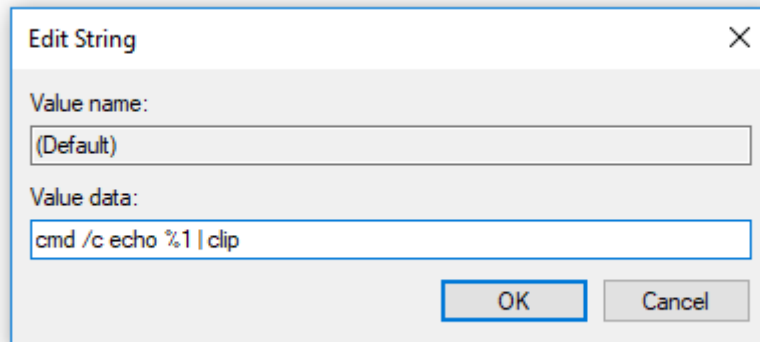 Edit String
Value name:
(Default)
Value data:
cmd /c echo %1 | clip
OK Cancel